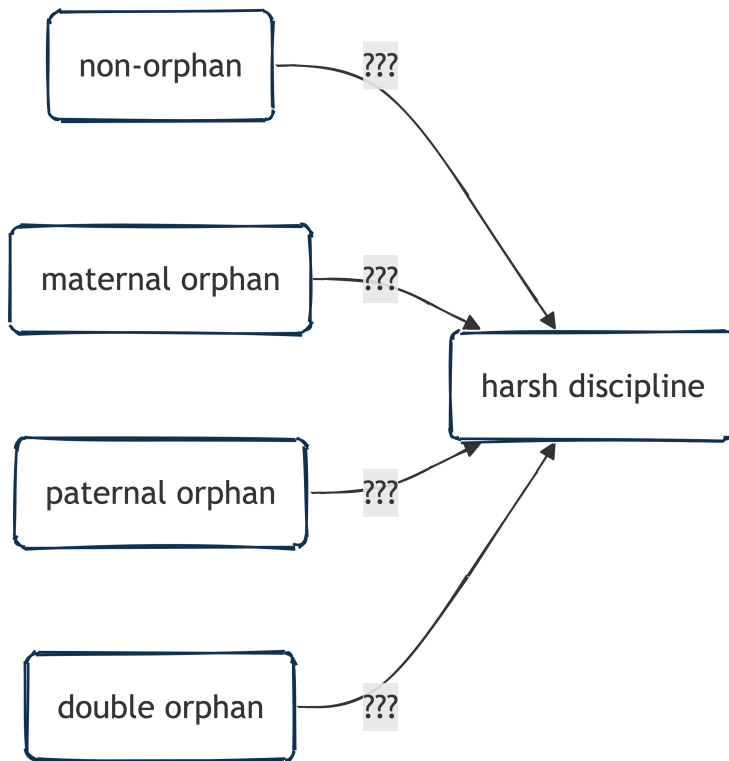 non-orphan
???
maternal orphan
???
harsh discipline
paternal orphan
???
double orphan
???